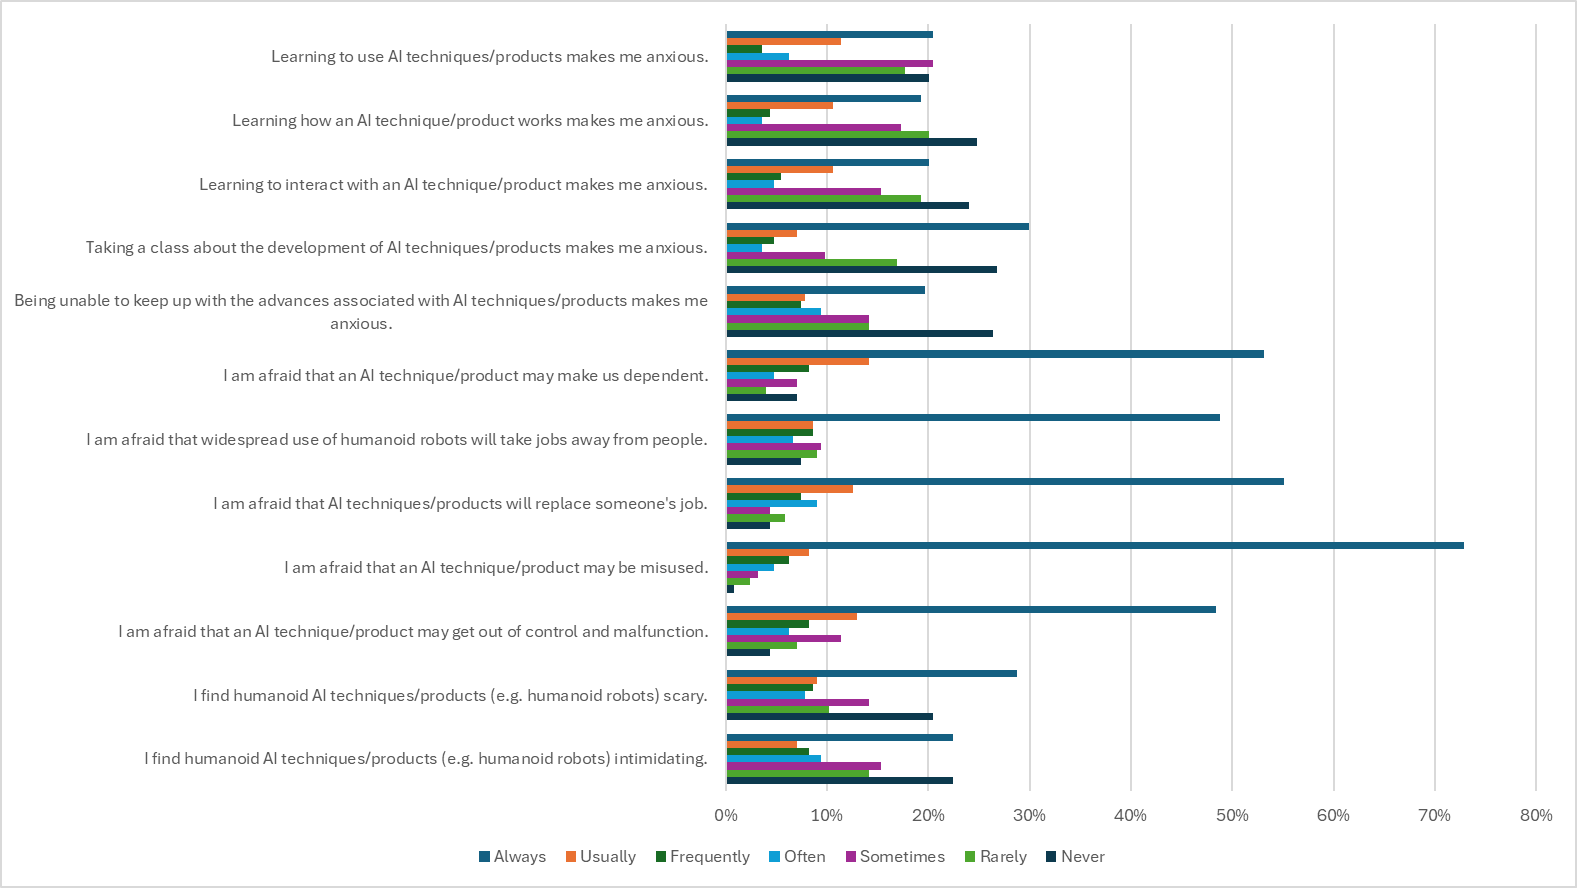 Learning to use AI techniques/products makes me anxious.
Learning how an AI technique/product works makes me anxious.
Learning to interact with an AI technique/product makes me anxious.
Taking a class about the development of AI techniques/products makes me anxious.
Being unable to keep up with the advances associated with AI techniques/products makes me
anxious.
I am afraid that an AI technique/product may make us dependent.
I am afraid that widespread use of humanoid robots will take jobs away from people.
I am afraid that AI techniques/products will replace someone's job.
I am afraid that an AI technique/product may be misused.
I am afraid that an AI technique/product may get out of control and malfunction.
I find humanoid AI techniques/products (e.g. humanoid robots) scary.
I find humanoid AI techniques/products (e.g. humanoid robots) intimidating.
0% 10% 20% 30% 40% 50% 60% 70% 80%
Always Usually Frequently Often Sometimes Rarely Never